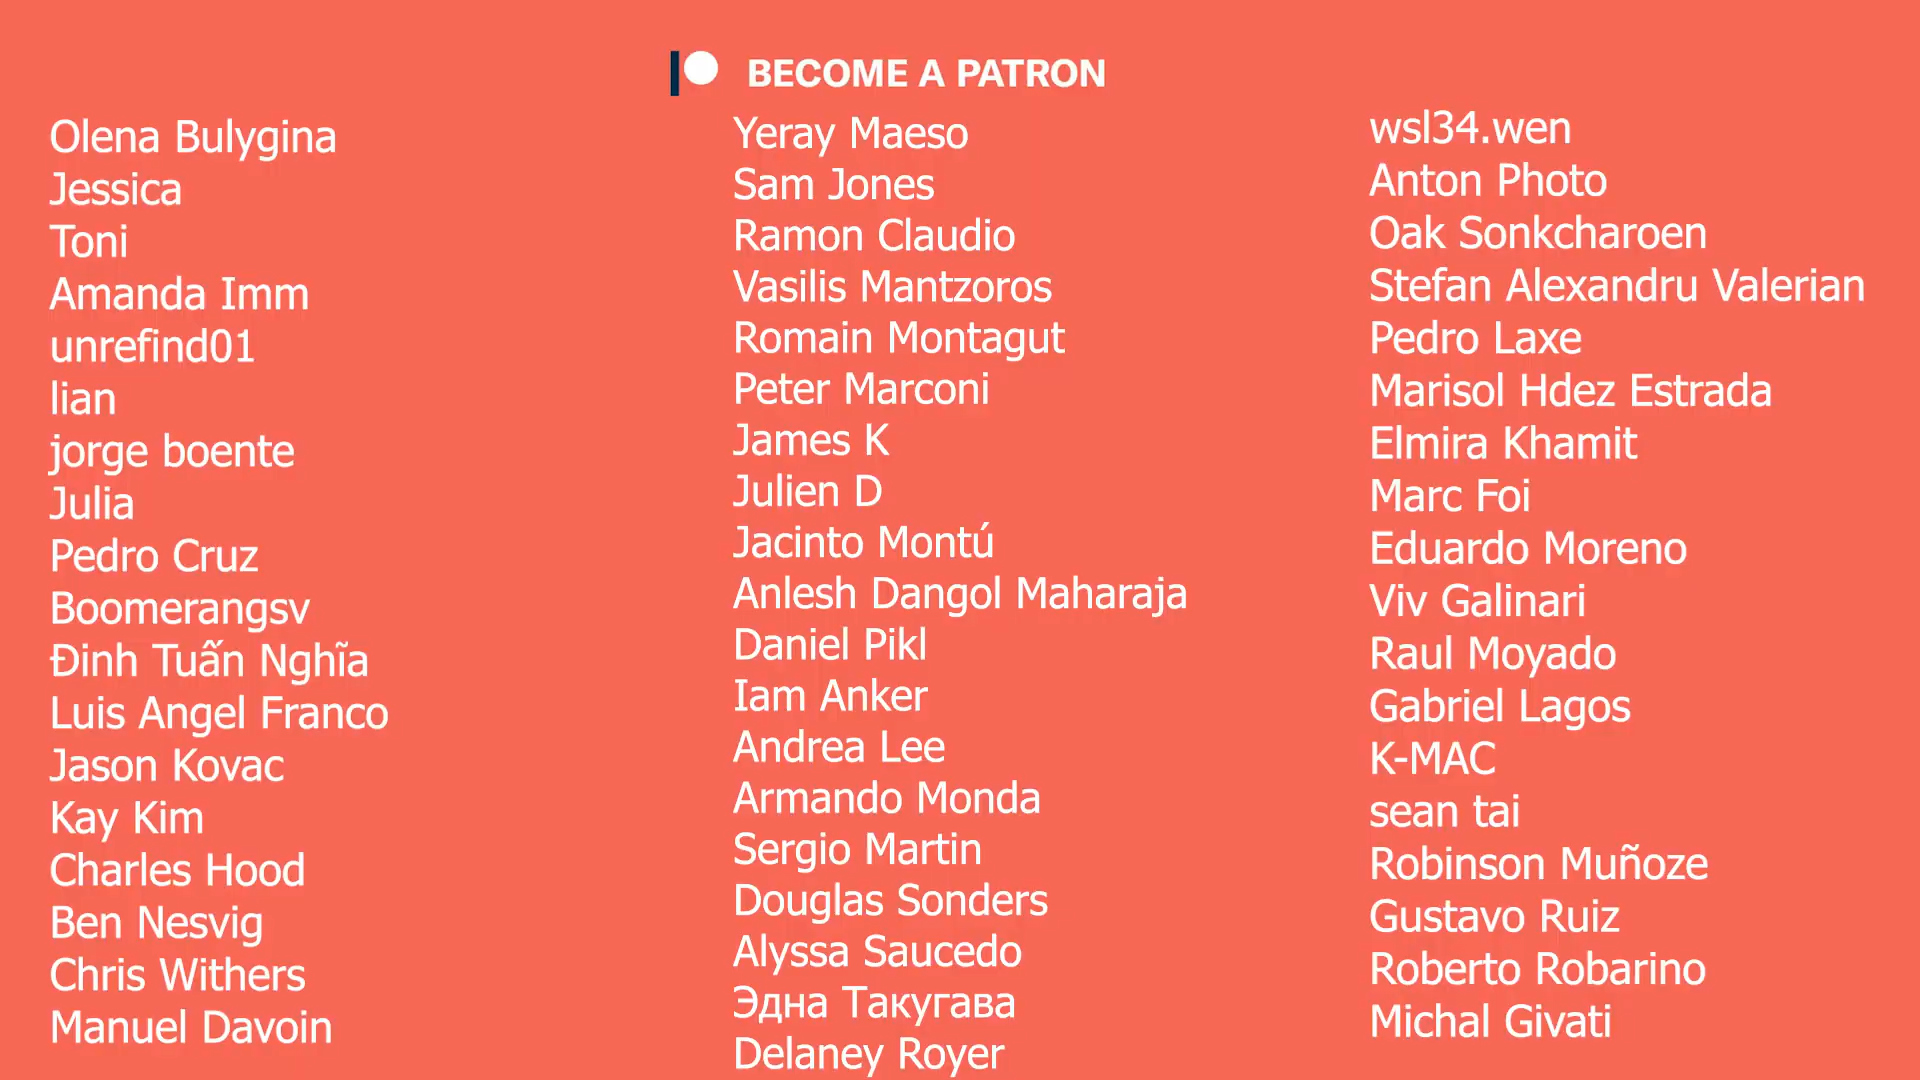 BECOME A PATRON
Olena Bulygina
Jessica
Toni
Amanda Imm
unrefind01
lian
jorge boente
Julia
Pedro Cruz
Boomerangsv
Đinh Tuấn Nghĩa
Luis Angel Franco
Jason Kovac
Kay Kim
Charles Hood
Ben Nesvig
Chris Withers
Manuel Davoin
Yeray Maeso
Sam Jones
Ramon Claudio
Vasilis Mantzoros
Romain Montagut
Peter Marconi
James K
Julien D
Jacinto Montú
Anlesh Dangol Maharaja
Daniel Pikl
Iam Anker
Andrea Lee
Armando Monda
Sergio Martin
Douglas Sonders
Alyssa Saucedo
Эдна Такугава
Delaney Royer
wsl34.wen
Anton Photo
Oak Sonkcharoen
Stefan Alexandru Valerian
Pedro Laxe
Marisol Hdez Estrada
Elmira Khamit
Marc Foi
Eduardo Moreno
Viv Galinari
Raul Moyado
Gabriel Lagos
K-MAC
sean tai
Robinson Muñoze
Gustavo Ruiz
Roberto Robarino
Michal Givati